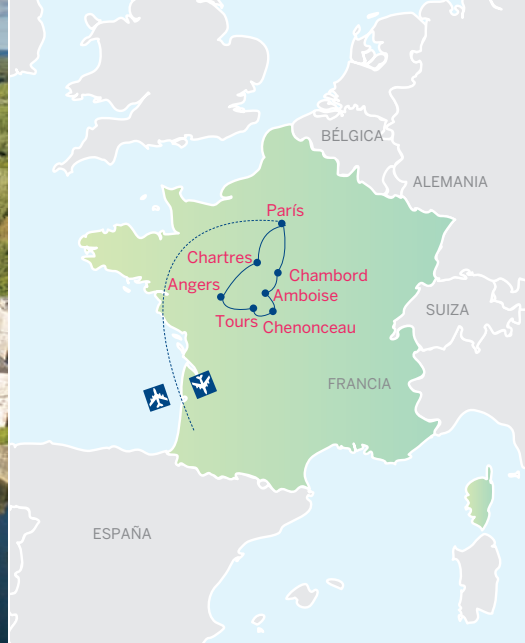 BÉLGICA
ALEMANIA
París
Chartres
Chambord
Angers
Amboise
Tours
Chenonceau
SUIZA
FRANCIA
ESPAÑA